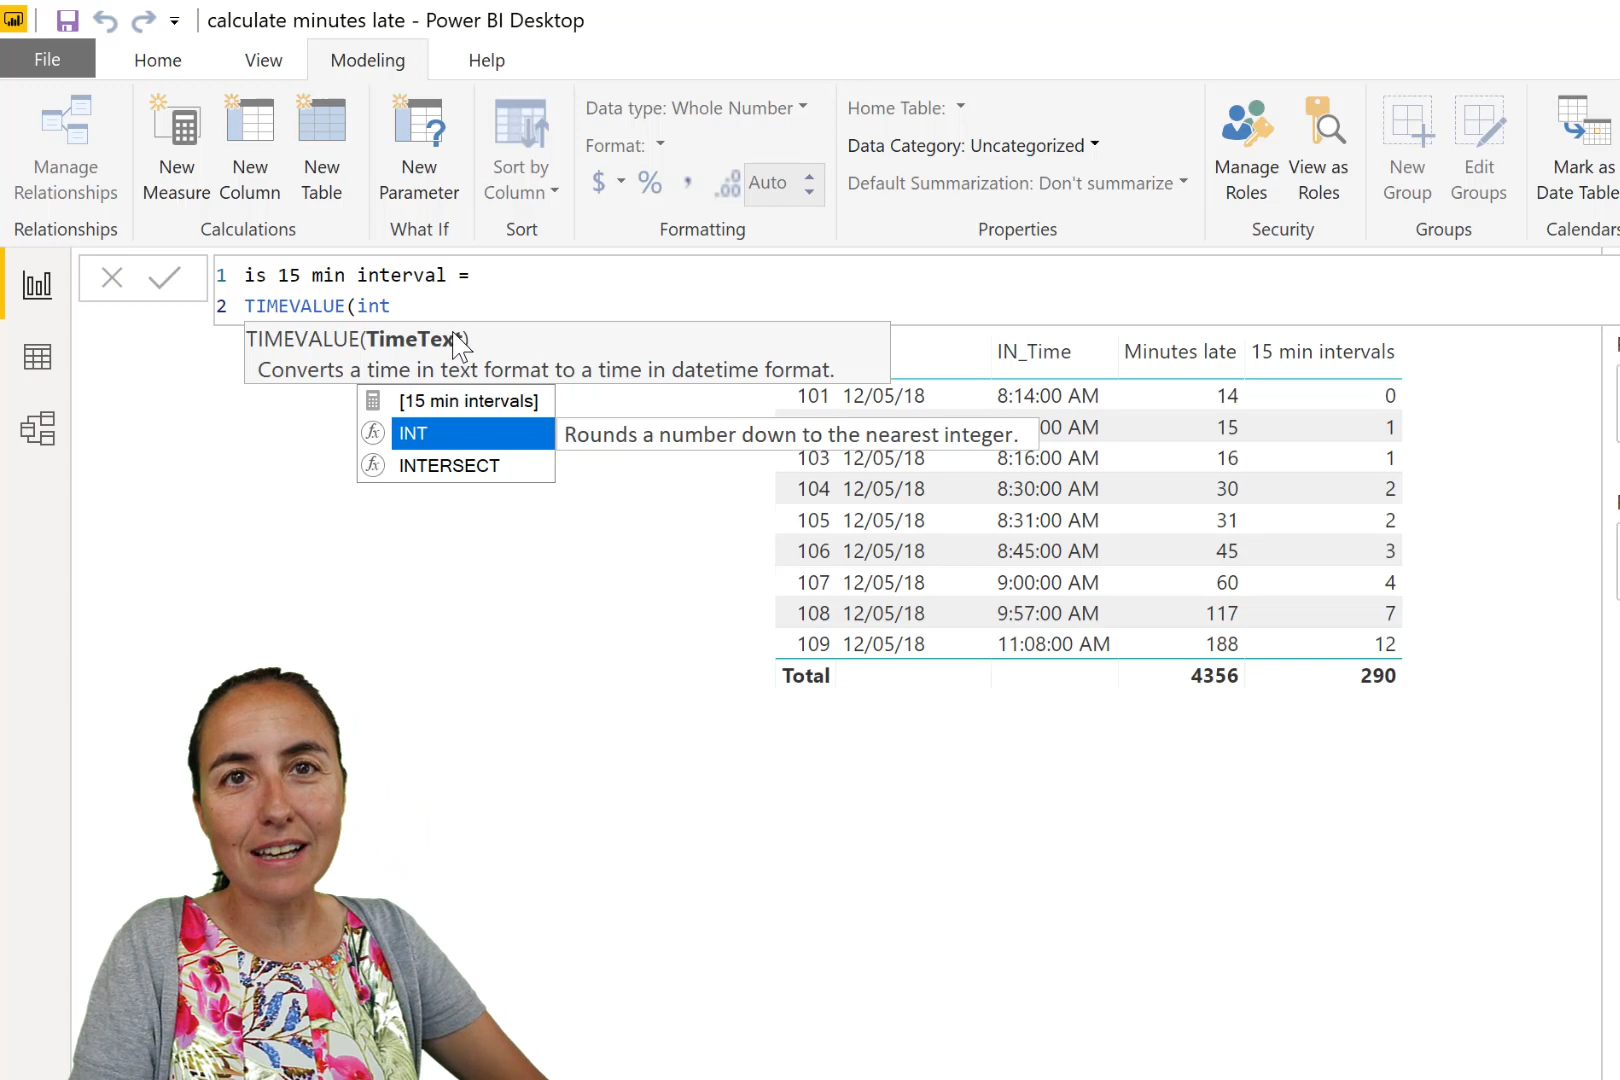 calculate minutes late - Power BI Desktop
File Home View Modeling Help
Manage Relationships
New Measure
New Column
New Table
New Parameter
Sort by Column
Data type: Whole Number
Format:
$ % , Auto
Home Table:
Data Category: Uncategorized
Default Summarization: Don't summarize
Manage Roles
View as Roles
New Group
Edit Groups
Mark as Date Table
Relationships Calculations What If Sort Formatting Properties Security Groups Calendars
1 is 15 min interval =
2 TIMEVALUE(int
TIMEVALUE(TimeText)
Converts a time in text format to a time in datetime format.
[15 min intervals]
INT Rounds a number down to the nearest integer.
INTERSECT
IN_Time Minutes late 15 min intervals
101 12/05/18 8:14:00 AM 14 0
00 AM 15 1
103 12/05/18 8:16:00 AM 16 1
104 12/05/18 8:30:00 AM 30 2
105 12/05/18 8:31:00 AM 31 2
106 12/05/18 8:45:00 AM 45 3
107 12/05/18 9:00:00 AM 60 4
108 12/05/18 9:57:00 AM 117 7
109 12/05/18 11:08:00 AM 188 12
Total 4356 290